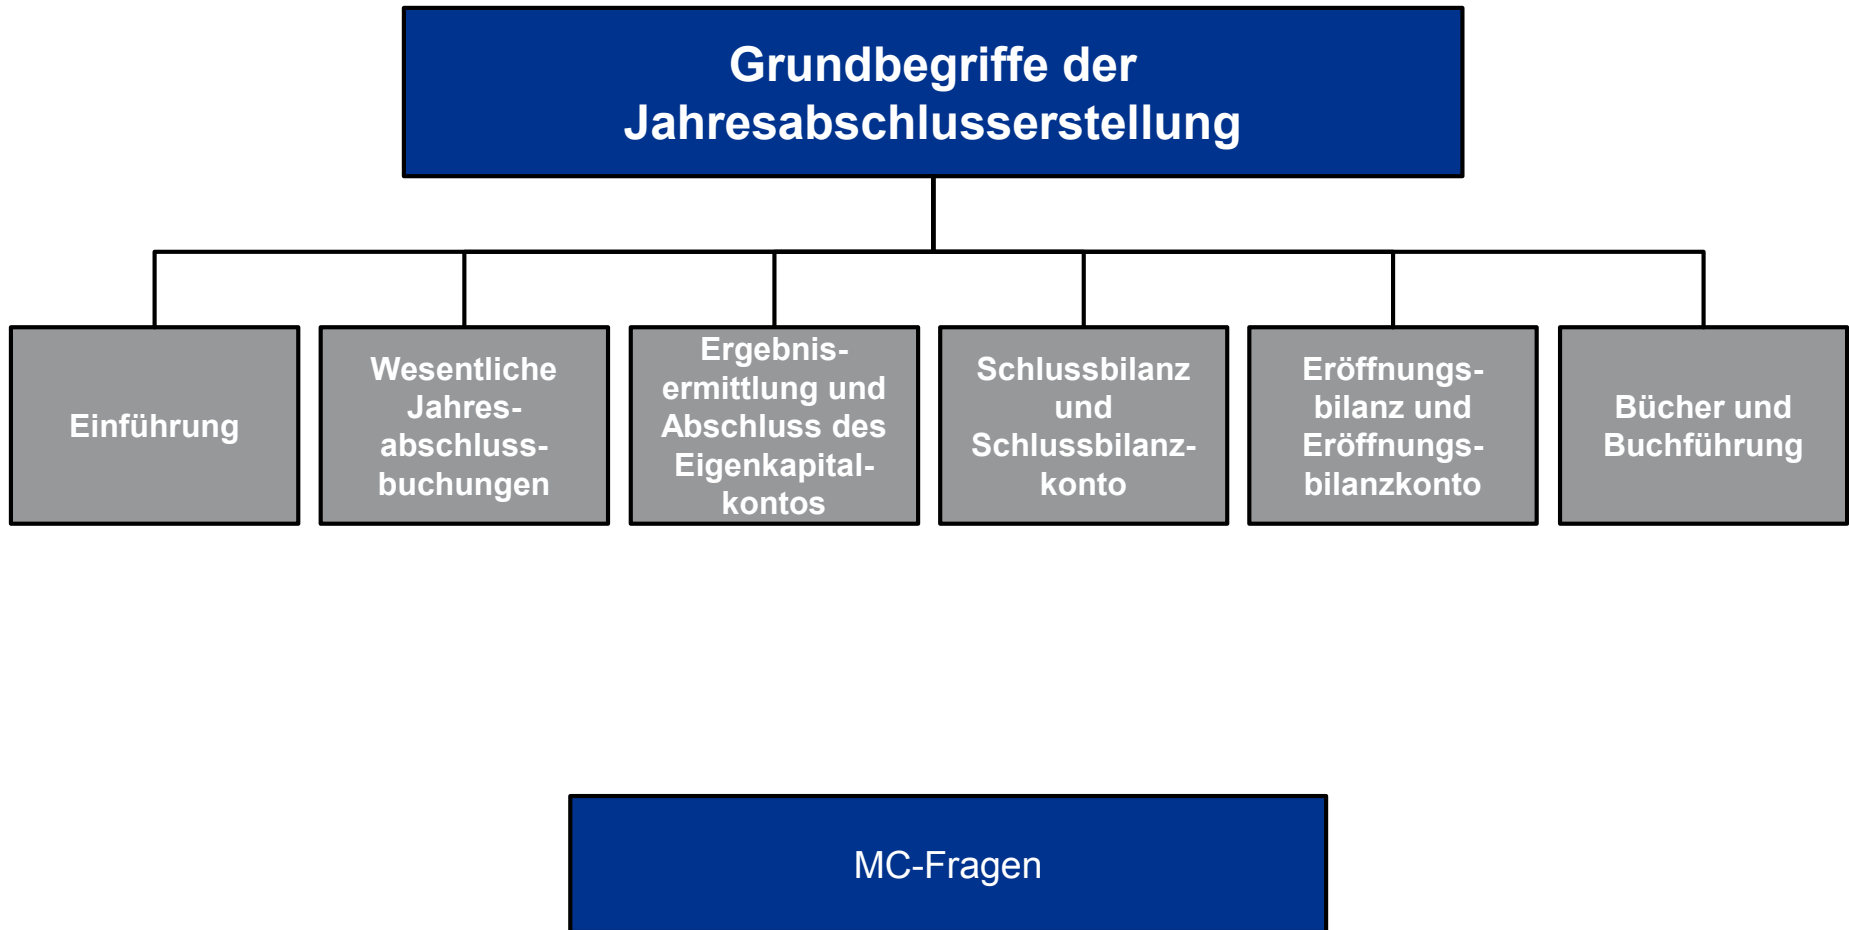 Grundbegriffe der
Jahresabschlusserstellung
Einführung
Wesentliche
Jahres-
abschluss-
buchungen
Ergebnis-
ermittlung und
Abschluss des
Eigenkapital-
kontos
Schlussbilanz
und
Schlussbilanz-
konto
Eröffnungs-
bilanz und
Eröffnungs-
bilanzkonto
Bücher und
Buchführung
MC-Fragen